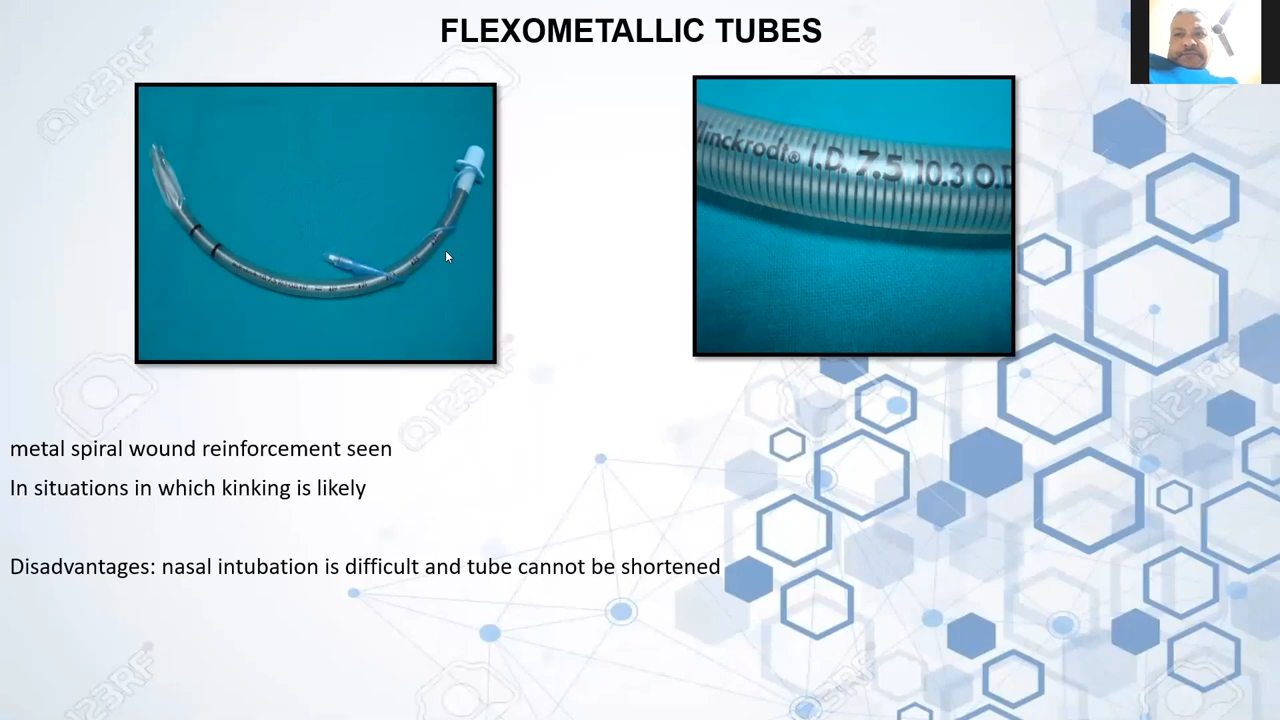 FLEXOMETALLIC TUBES
I.D. 7.5 10.3 O.D
metal spiral wound reinforcement seen
In situations in which kinking is likely
Disadvantages: nasal intubation is difficult and tube cannot be shortened